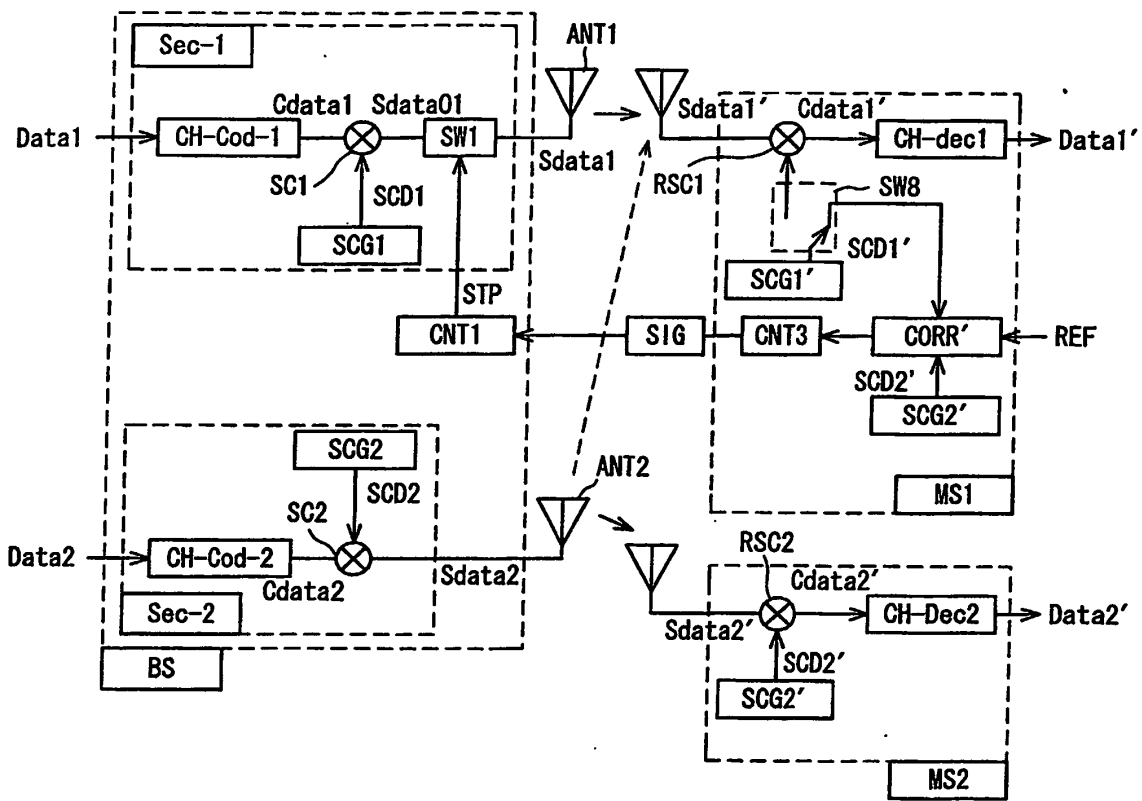 Sec-1
ANT1
Cdata1
Sdata01
Sdata1′
Cdata1′
Data1
CH-Cod-1
SW1
CH-dec1
Data1′
Sdata1
SC1
SCD1
RSC1
SW8
SCG1
SCD1′
SCG1′
STP
CNT1
SIG
CNT3
CORR′
REF
SCD2′
SCG2′
SCG2
ANT2
MS1
SCD2
SC2
RSC2
Data2
CH-Cod-2
Cdata2
Sdata2
Cdata2′
CH-Dec2
Data2′
Sec-2
Sdata2′
SCD2′
BS
SCG2′
MS2